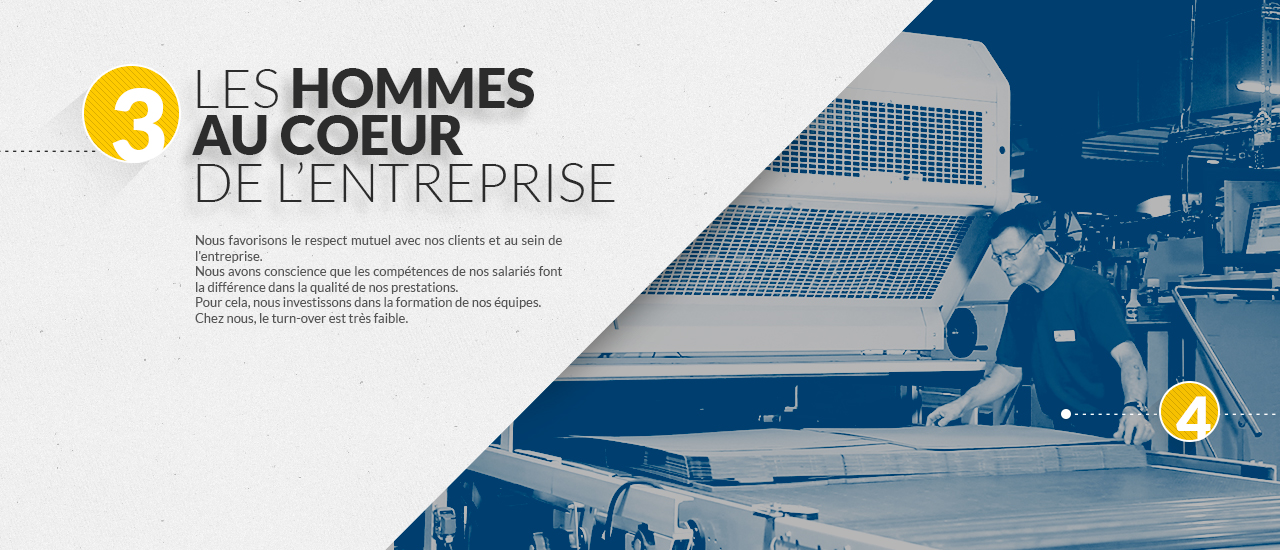 3
LES HOMMES
AU COEUR
DE L'ENTREPRISE
Nous favorisons le respect mutuel avec nos clients et au sein de
l'entreprise.
Nous avons conscience que les compétences de nos salariés font
la différence dans la qualité de nos prestations.
Pour cela, nous investissons dans la formation de nos équipes.
Chez nous, le turn-over est très faible.
4